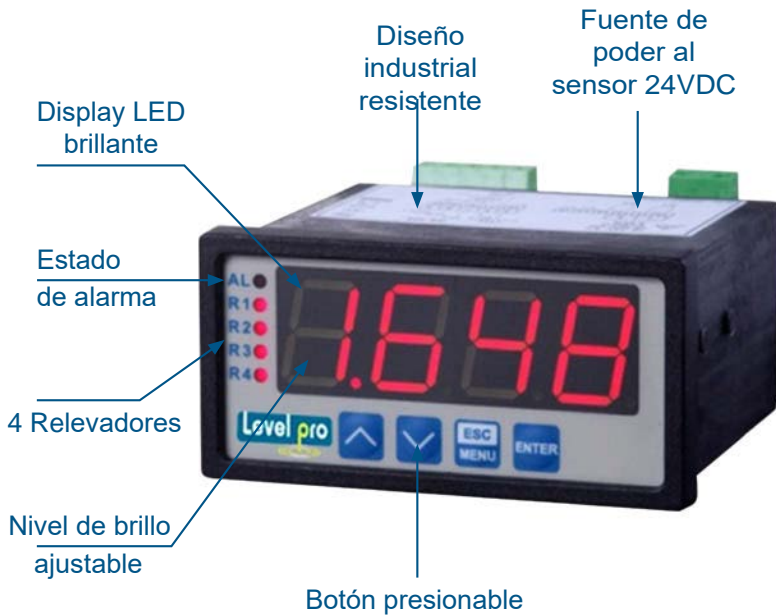 Diseño
industrial
resistente
Fuente de
poder al
sensor 24VDC
Display LED
brillante
Estado
de alarma
4 Relevadores
Nivel de brillo
ajustable
Botón presionable
AL
R1
R2
R3
R4
1.648
Level pro
ESC
MENU
ENTER